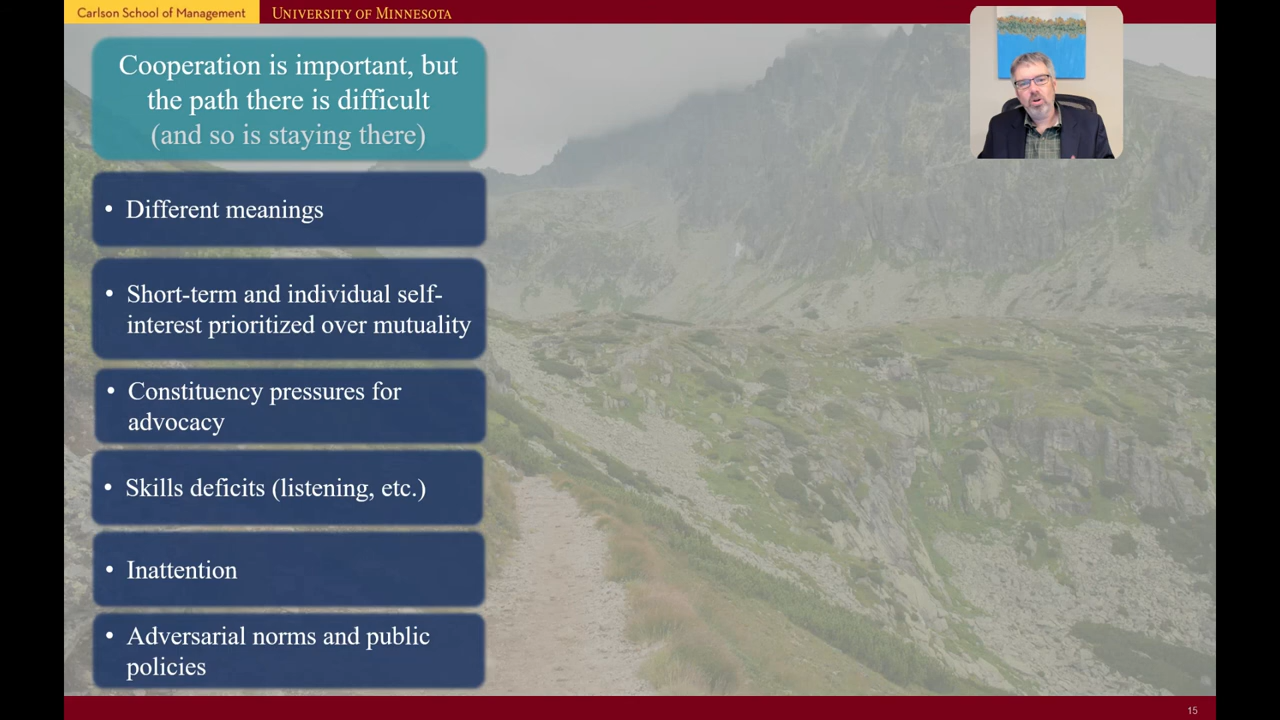 Carlson School of Management
UNIVERSITY OF MINNESOTA
Cooperation is important, but
the path there is difficult
(and so is staying there)
• Different meanings
• Short-term and individual self-
interest prioritized over mutuality
• Constituency pressures for
advocacy
• Skills deficits (listening, etc.)
• Inattention
• Adversarial norms and public
policies
15